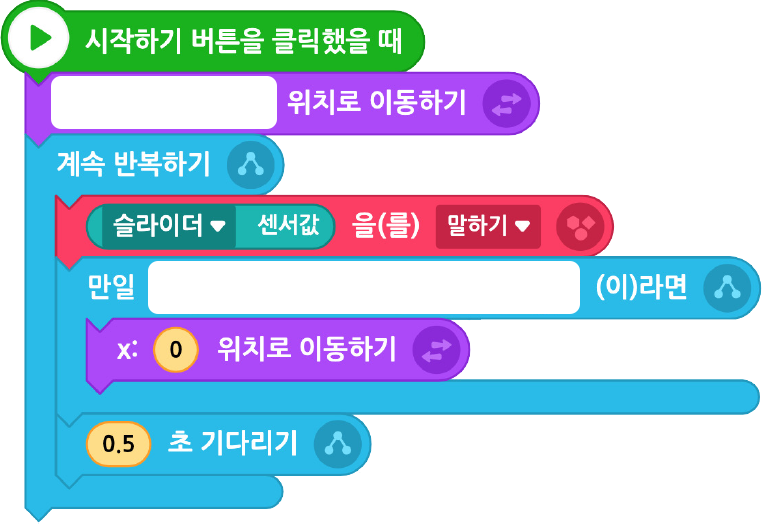 시작하기 버튼을 클릭했을 때
위치로 이동하기
계속 반복하기
슬라이더 센서값 을(를) 말하기
만일 (이)라면
x: 0 위치로 이동하기
0.5 초 기다리기